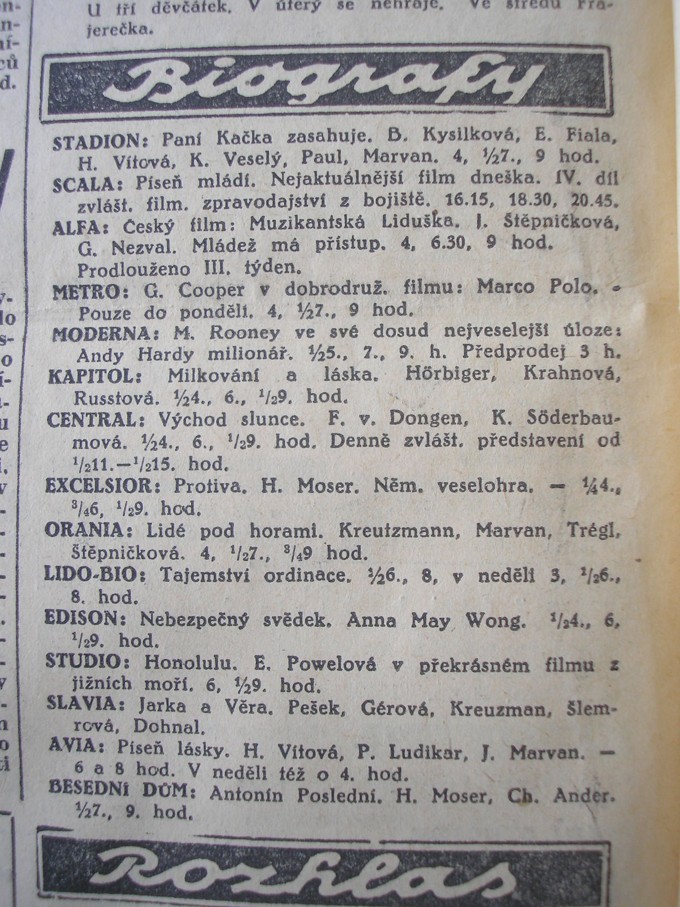 U tří děvčátek. V úterý se nehraje. Ve středu Pra-
jerečka.
Biografy
STADION: Paní Kačka zasahuje. B. Kysilková, E. Fiala,
H. Vítová, K. Veselý, Paul, Marvan. 4, ½7., 9 hod.
SCALA: Píseň mládí. Nejaktuálnější film dneška. IV. díl
zvlášt. film. zpravodajství z bojiště. 16.15, 18.30, 20.45.
ALFA: Český film: Muzikantská Liduška. J. Štěpničková,
G. Nezval. Mládež má přístup. 4, 6.30, 9 hod.
Prodlouženo III. týden.
METRO: G. Cooper v dobrodruž. filmu: Marco Polo. -
Pouze do pondělí. 4, ½7., 9 hod.
MODERNA: M. Rooney ve své dosud nejveselejší úloze:
Andy Hardy milionář. ½5., 7., 9. h. Předprodej 3 h.
KAPITOL: Milkování a láska. Hörbiger, Krahnová,
Russtová. ½4., 6., ½9. hod.
CENTRAL: Východ slunce. F. v. Dongen, K. Söderbau-
mová. ½4., 6., ½9. hod. Denně zvlášt. představení od
½11.—½15. hod.
EXCELSIOR: Protiva. H. Moser. Něm. veselohra. — ¼4.,
¾6, ½9. hod.
ORANIA: Lidé pod horami. Kreutzmann, Marvan, Trégl,
Štěpničková. 4, ½7., ¾9 hod.
LIDO-BIO: Tajemství ordinace. ½6., 8, v neděli 3, ½6.,
8. hod.
EDISON: Nebezpečný svědek. Anna May Wong. ½4., 6,
½9. hod.
STUDIO: Honolulu. E. Powelová v překrásném filmu z
jižních moří. 6, ½9. hod.
SLAVIA: Jarka a Věra. Pešek, Gérová, Kreuzman, Šlem-
rová, Dohnal.
AVIA: Píseň lásky. H. Vítová, P. Ludikar, J. Marvan. —
6 a 8 hod. V neděli též o 4. hod.
BESEDNÍ DŮM: Antonín Poslední. H. Moser, Ch. Ander.
½7., 9. hod.
Rozhlas